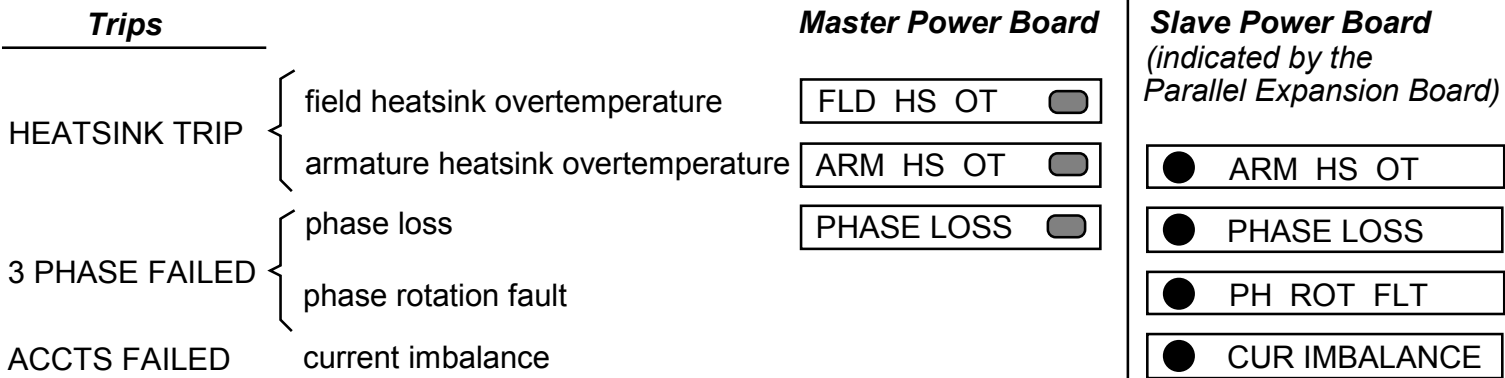 Trips
Master Power Board
Slave Power Board
(indicated by the
Parallel Expansion Board)
HEATSINK TRIP
field heatsink overtemperature
FLD HS OT
armature heatsink overtemperature
ARM HS OT
ARM HS OT
3 PHASE FAILED
phase loss
PHASE LOSS
PHASE LOSS
phase rotation fault
PH ROT FLT
ACCTS FAILED
current imbalance
CUR IMBALANCE